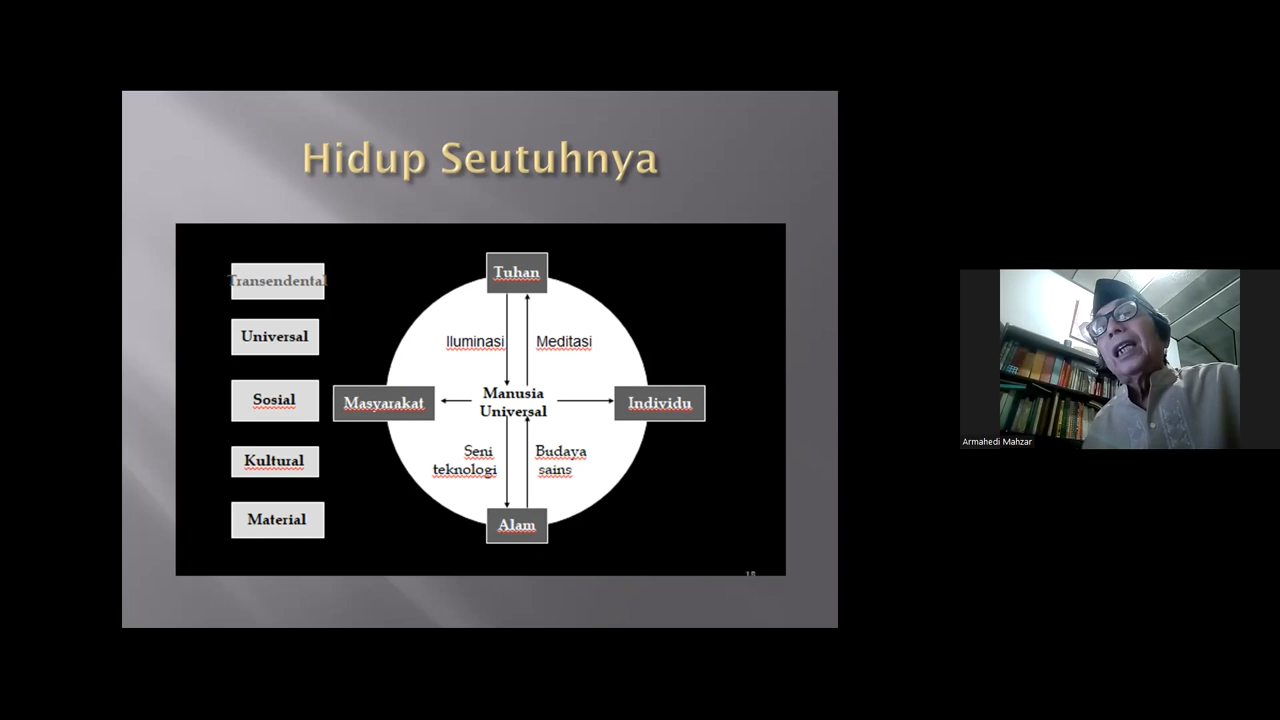 Hidup Seutuhnya
Transendental
Universal
Sosial
Kultural
Material
Tuhan
Iluminasi
Meditasi
Masyarakat
Manusia
Universal
Individu
Seni
teknologi
Budaya
sains
Alam
18
Armahedi Mahzar